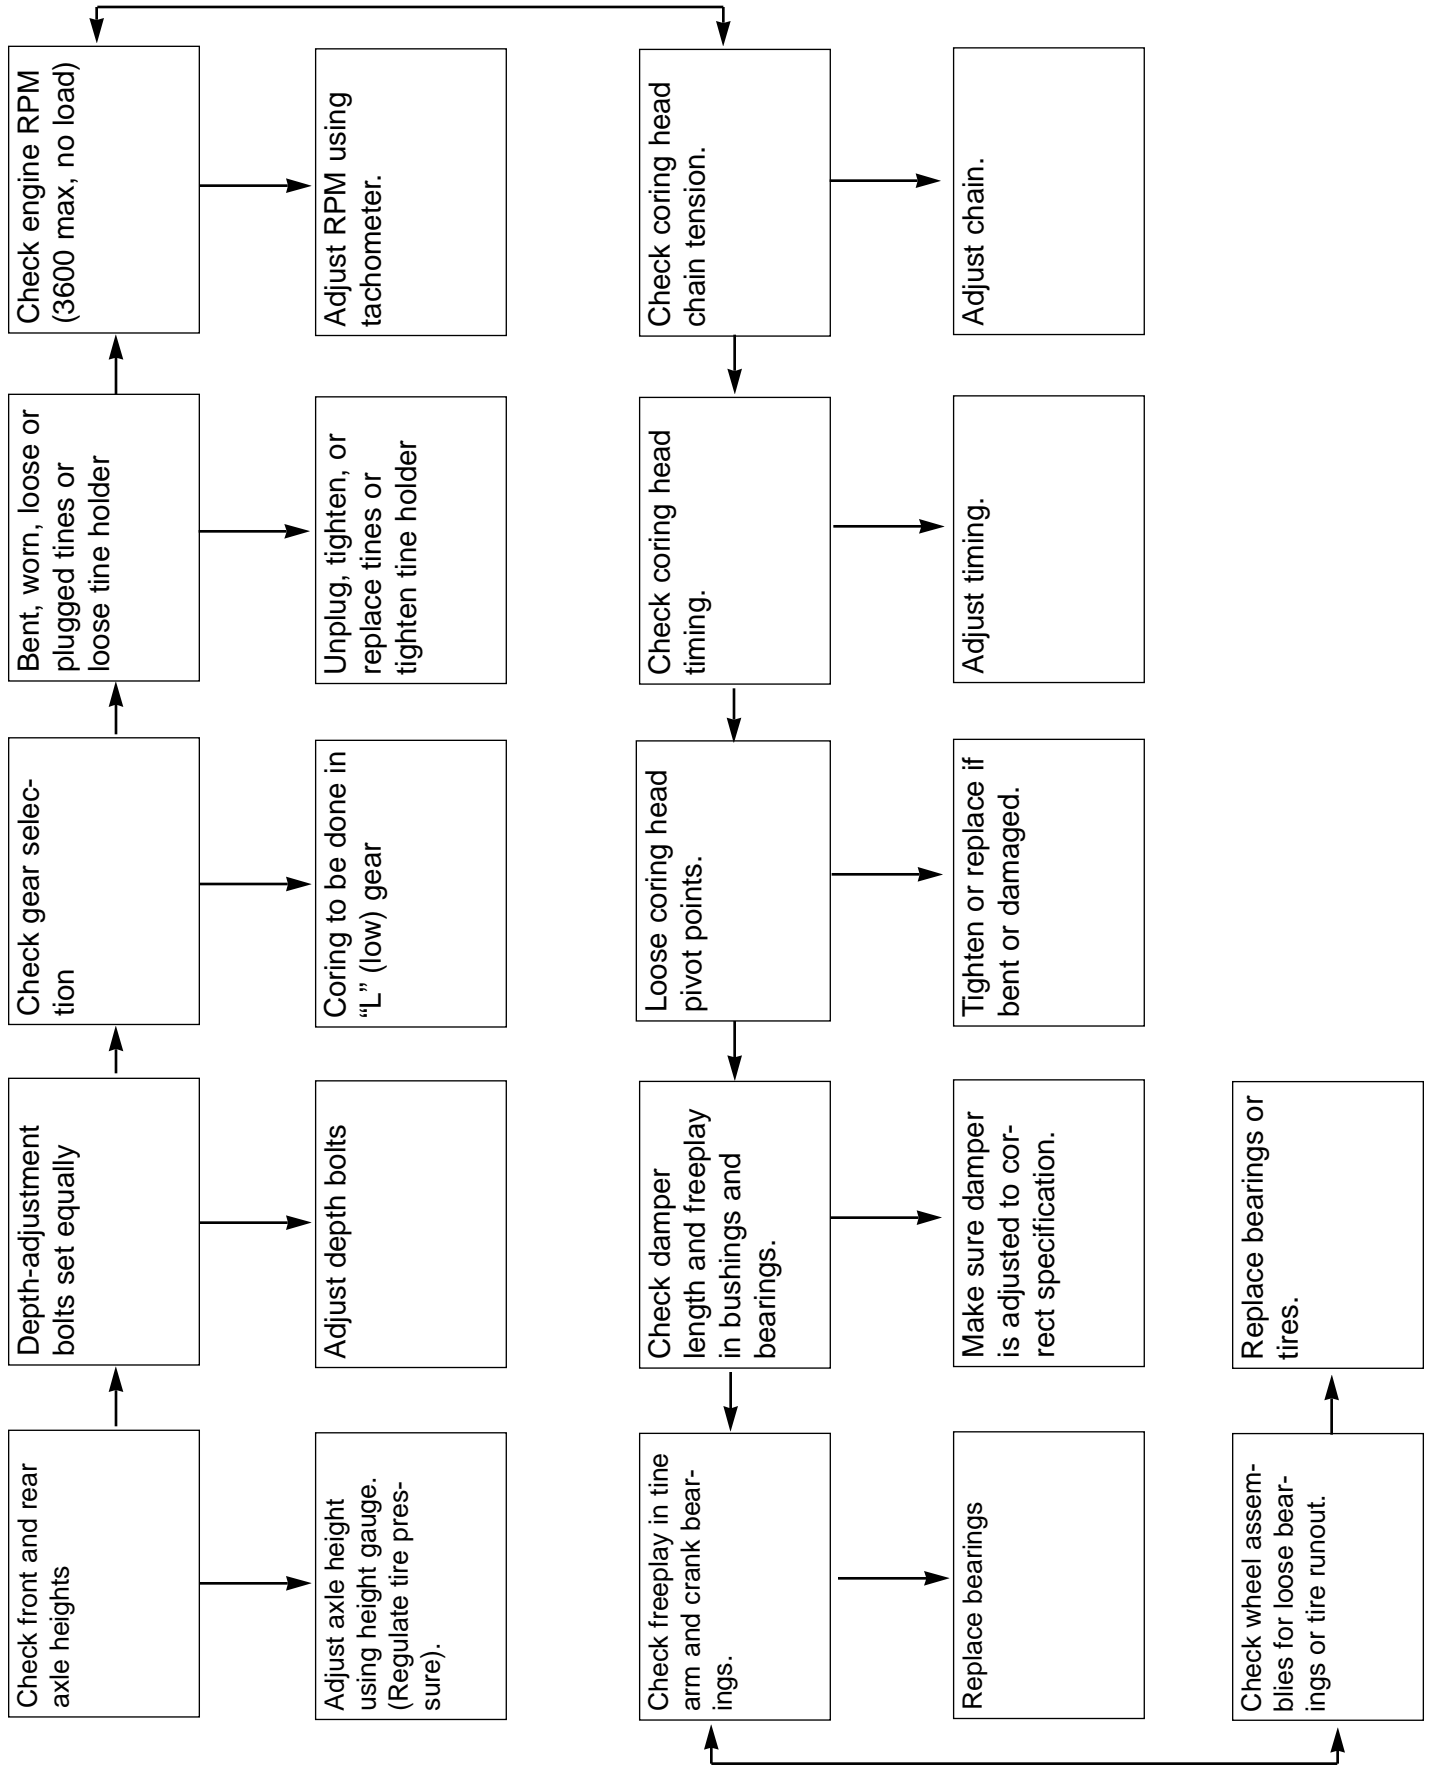 Check front and rear
axle heights
Depth-adjustment
bolts set equally
Check gear selec-
tion
Bent, worn, loose or
plugged tines or
loose tine holder
Check engine RPM
(3600 max, no load)
Adjust axle height
using height gauge.
(Regulate tire pres-
sure).
Adjust depth bolts
Coring to be done in
“L” (low) gear
Unplug, tighten, or
replace tines or
tighten tine holder
Adjust RPM using
tachometer.
Check freeplay in tine
arm and crank bear-
ings.
Check damper
length and freeplay
in bushings and
bearings.
Loose coring head
pivot points.
Check coring head
timing.
Check coring head
chain tension.
Replace bearings
Make sure damper
is adjusted to cor-
rect specification.
Tighten or replace if
bent or damaged.
Adjust timing.
Adjust chain.
Check wheel assem-
blies for loose bear-
ings or tire runout.
Replace bearings or
tires.